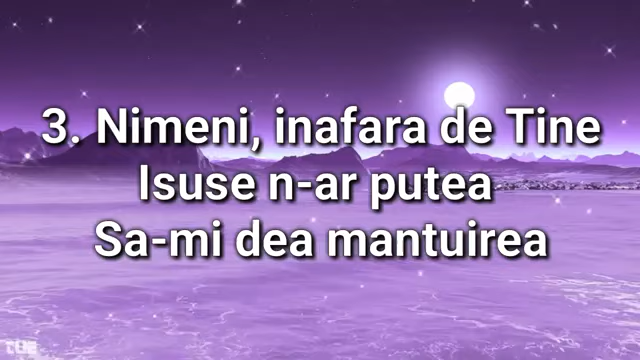 3. Nimeni, inafara de Tine
Isuse n-ar putea
Sa-mi dea mantuirea